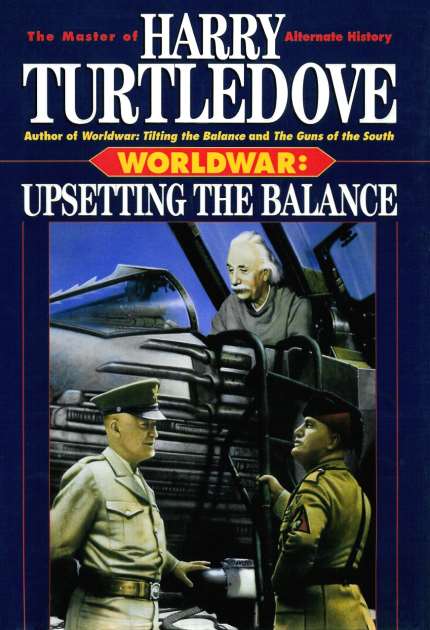 The Master of HARRY Alternate History
TURTLEDOVE
Author of Worldwar: Tilting the Balance and The Guns of the South
WORLDWAR:
UPSETTING THE BALANCE